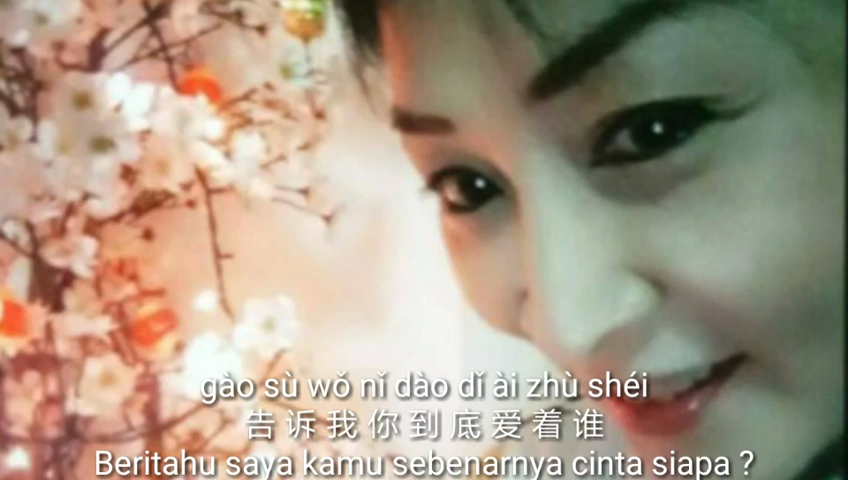 gào sù wǒ nǐ dào dǐ ài zhù shéi
告诉我你到底爱着谁
Beritahu saya kamu sebenarnya cinta siapa ?